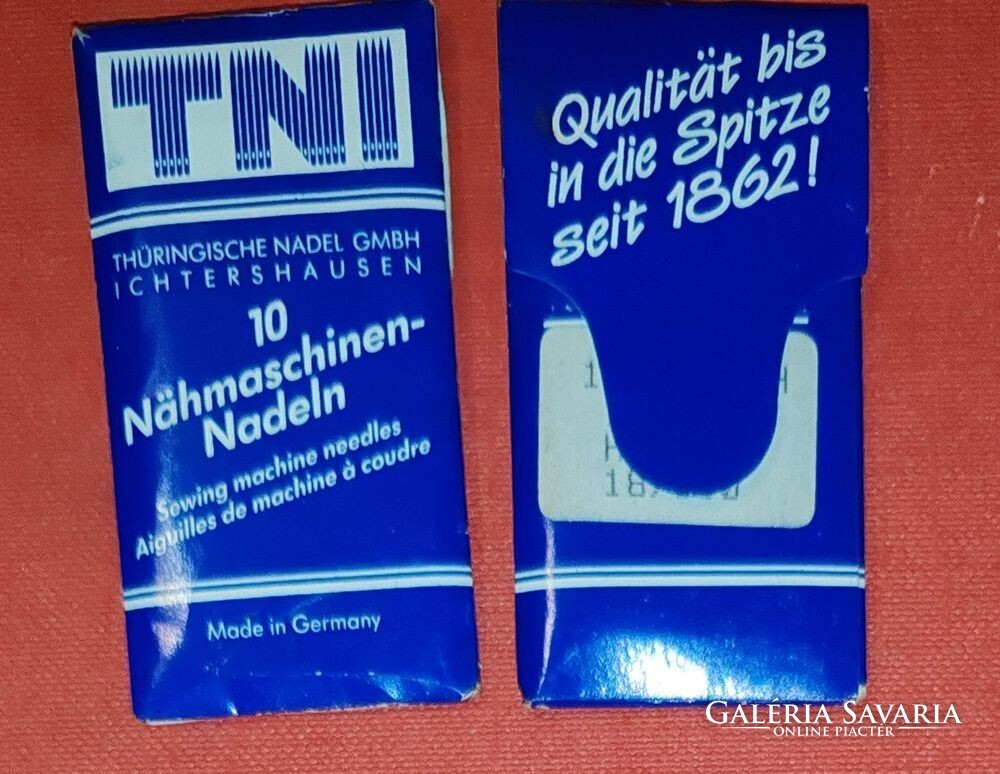 TNI
THÜRINGISCHE NADEL GMBH
ICHTERSHAUSEN
10
Nähmaschinen-
Nadeln
Sewing machine needles
Aiguilles de machine à coudre
Made in Germany
Qualität bis
in die Spitze
seit 1862!
GALERIA SAVARIA
ONLINE PIACTÉR